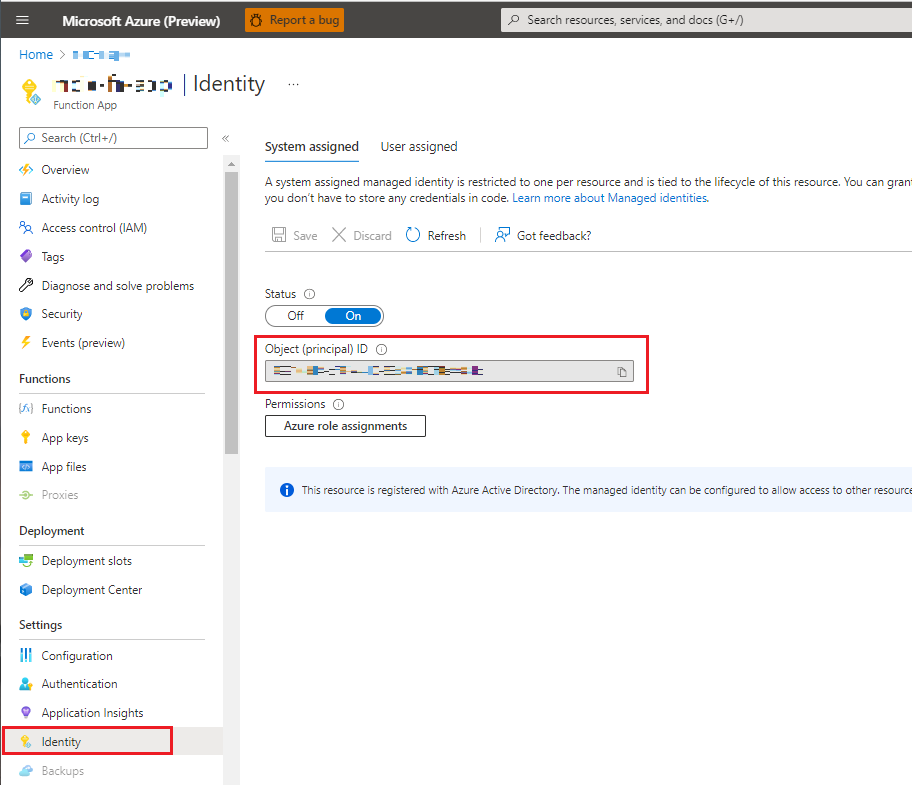 Microsoft Azure (Preview)
Report a bug
Search resources, services, and docs (G+/)
Home >
| Identity ...
Function App
Search (Ctrl+/)
«
Overview
Activity log
Access control (IAM)
Tags
Diagnose and solve problems
Security
Events (preview)
Functions
Functions
App keys
App files
Proxies
Deployment
Deployment slots
Deployment Center
Settings
Configuration
Authentication
Application Insights
Identity
Backups
System assigned
User assigned
A system assigned managed identity is restricted to one per resource and is tied to the lifecycle of this resource. You can grant
you don't have to store any credentials in code. Learn more about Managed identities.
Save
Discard
Refresh
Got feedback?
Status
Off
On
Object (principal) ID
Permissions
Azure role assignments
This resource is registered with Azure Active Directory. The managed identity can be configured to allow access to other resource